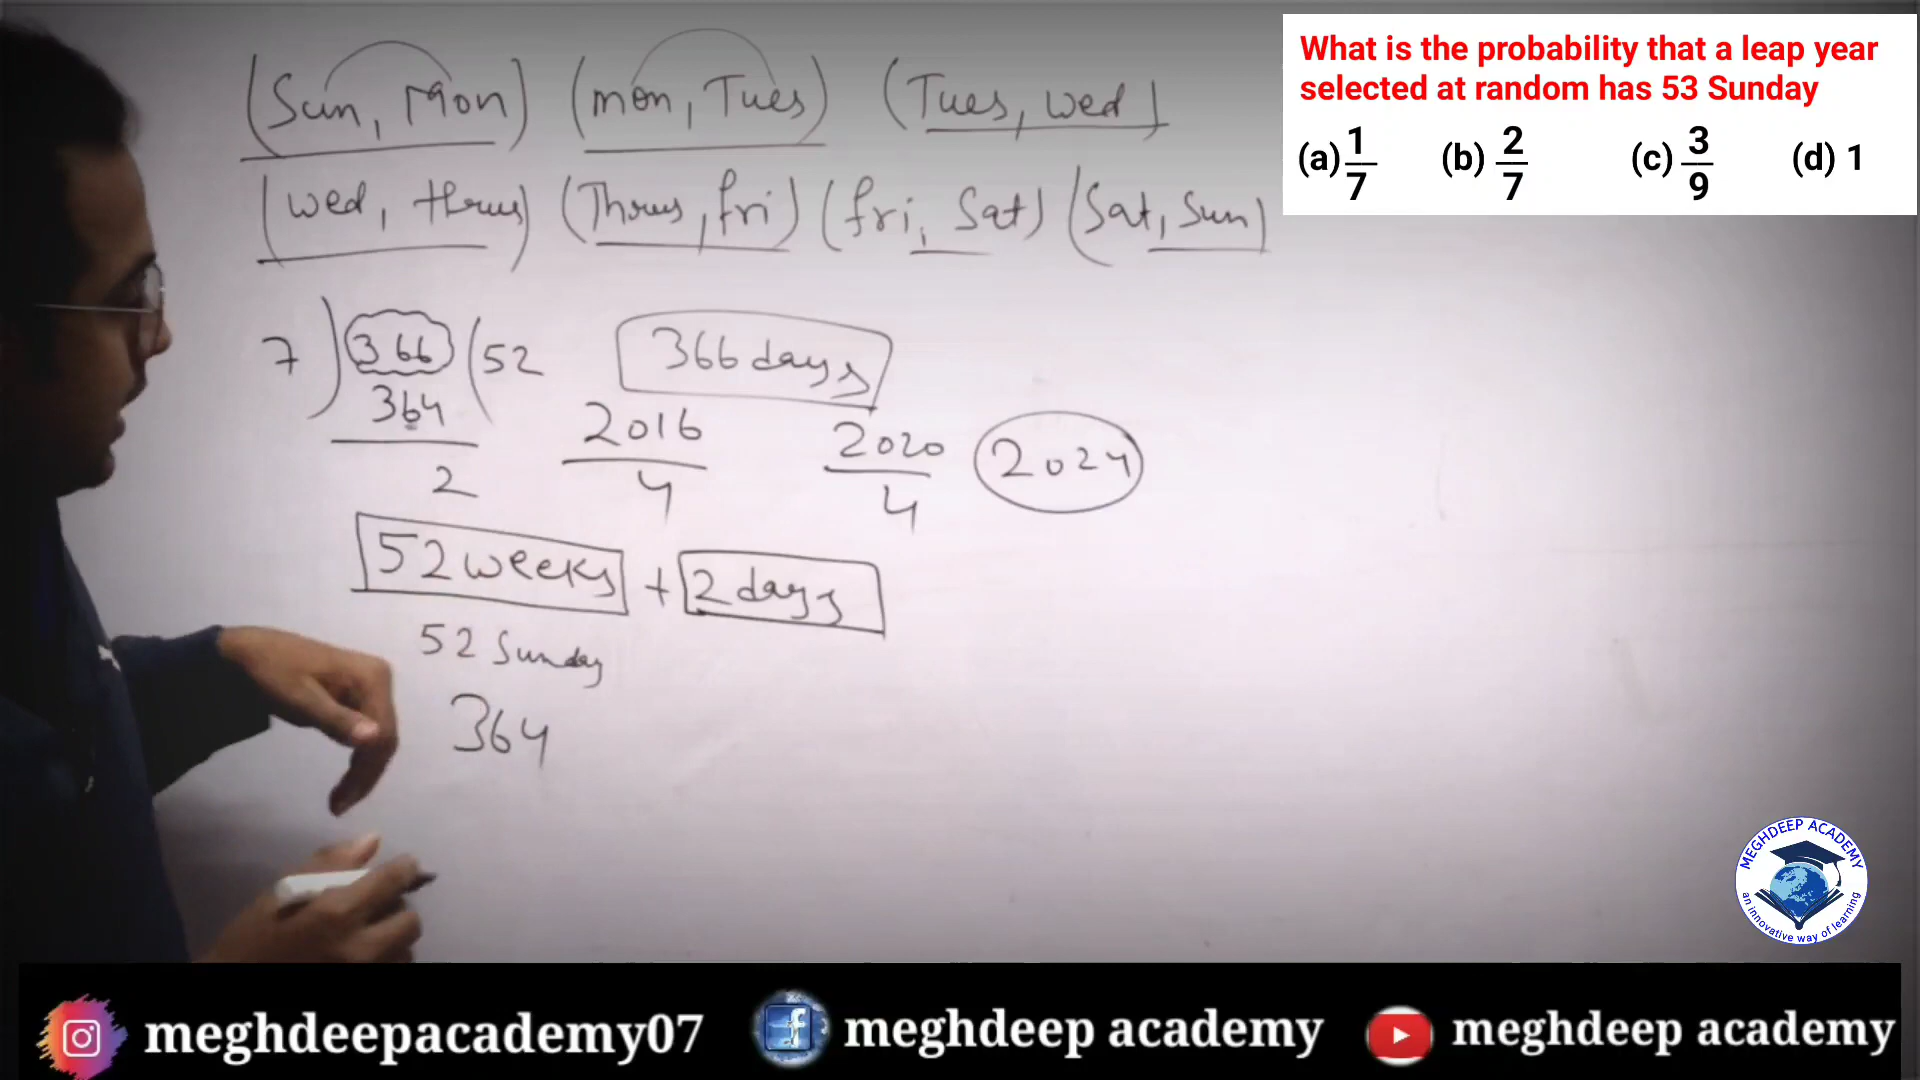 What is the probability that a leap year
selected at random has 53 Sunday
(a) 1/7 (b) 2/7 (c) 3/9 (d) 1
(Sun, Mon) (mon, Tues) (Tues, wed)
(wed, thrus) (Thrus, fri) (fri, Sat) (Sat, Sun)
7) 366 (52
364
2
366 days
2016
4
2020
4
2024
52 weeks + 2 days
52 Sunday
364
MEGHDEEP ACADEMY
an innovative way of learning
meghdeepacademy07 meghdeep academy meghdeep academy